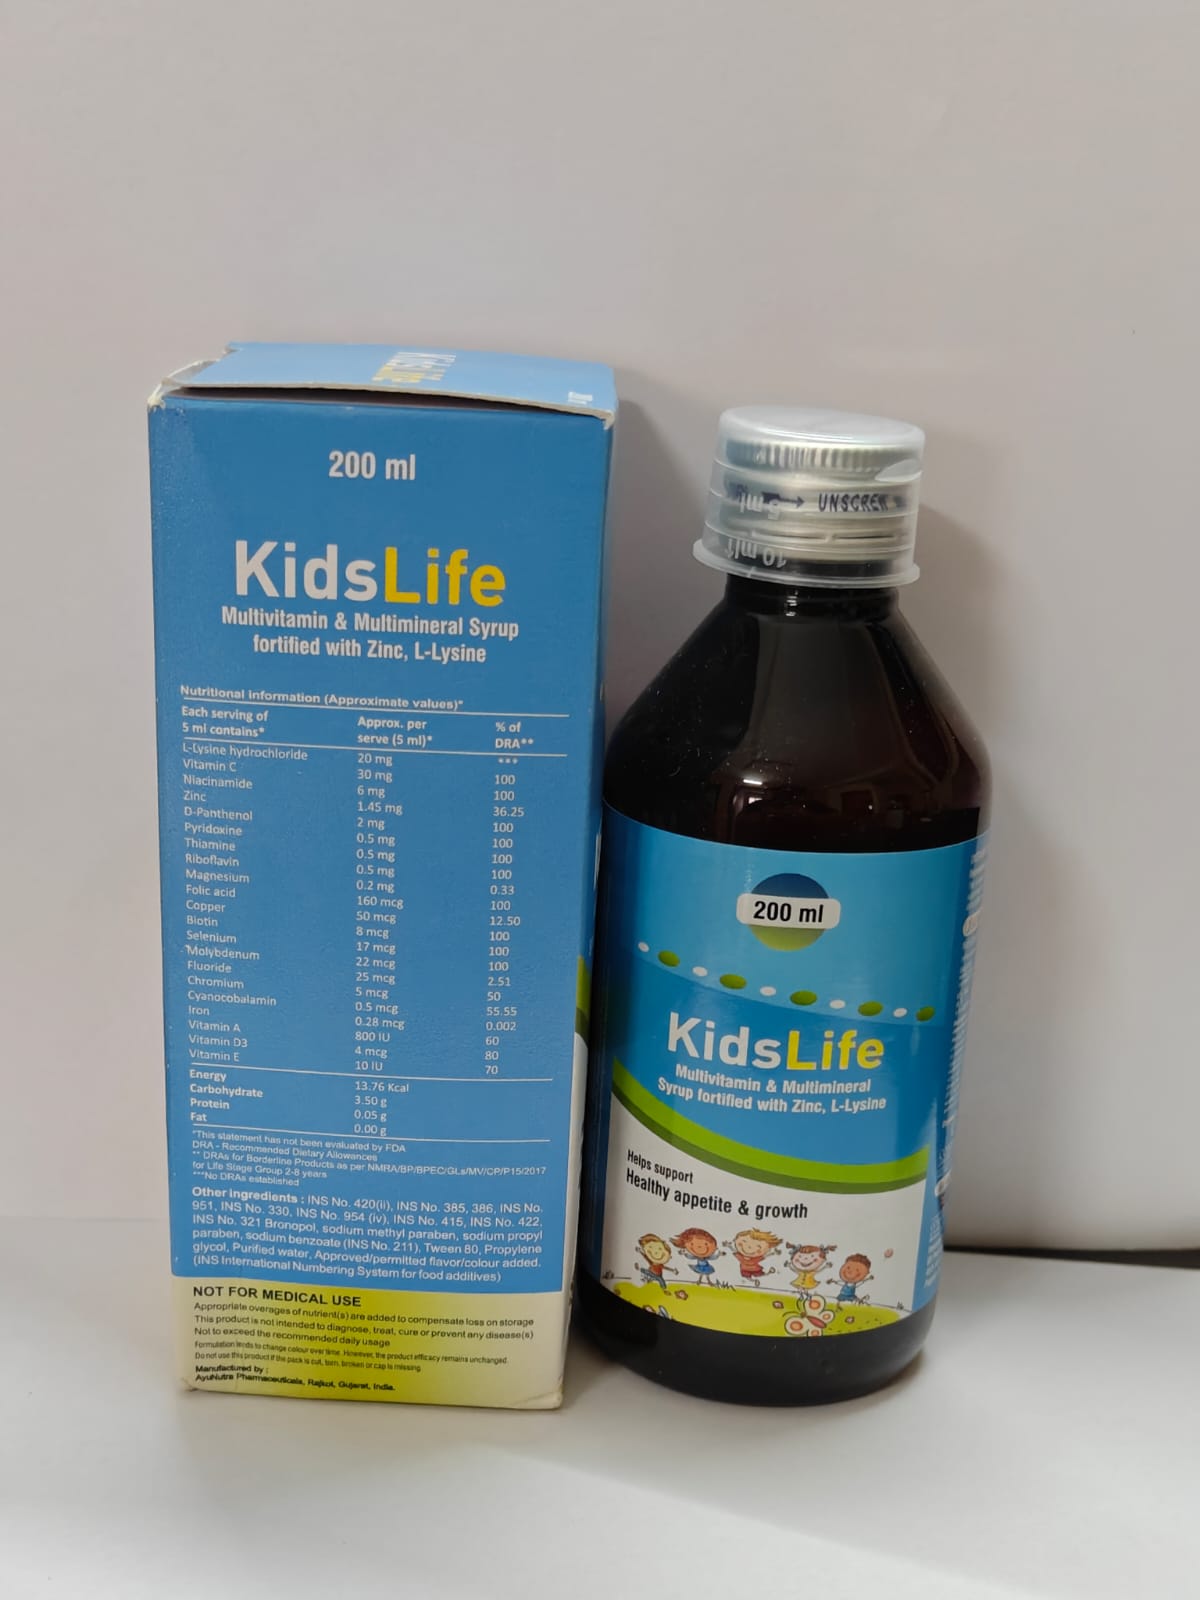 200 ml
KidsLife
Multivitamin & Multimineral Syrup
fortified with Zinc, L-Lysine
Nutritional information (Approximate values)*
Each serving of 5 ml contains* Approx. per serve (5 ml)* % of DRA**
L-Lysine hydrochloride 20 mg ***
Vitamin C 30 mg 100
Niacinamide 6 mg 100
Zinc 1.45 mg 36.25
D-Panthenol 2 mg 100
Pyridoxine 0.5 mg 100
Thiamine 0.5 mg 100
Riboflavin 0.5 mg 100
Magnesium 0.2 mg 0.33
Folic acid 160 mcg 100
Copper 50 mcg 12.50
Biotin 8 mcg 100
Selenium 17 mcg 100
Molybdenum 22 mcg 100
Fluoride 25 mcg 2.51
Chromium 5 mcg 50
Cyanocobalamin 0.5 mcg 55.55
Iron 0.28 mcg 0.002
Vitamin A 800 IU 60
Vitamin D3 4 mcg 80
Vitamin E 10 IU 70
Energy 13.76 Kcal
Carbohydrate 3.50 g
Protein 0.05 g
Fat 0.00 g
*This statement has not been evaluated by FDA
DRA - Recommended Dietary Allowances
** DRAs for Borderline Products as per NMRA/BP/BPEC/GLs/MV/CP/P15/2017
for Life Stage Group 2-8 years
***No DRAs established
Other ingredients : INS No. 420(ii), INS No. 385, 386, INS No.
951, INS No. 330, INS No. 954 (iv), INS No. 415, INS No. 422,
INS No. 321 Bronopol, sodium methyl paraben, sodium propyl
paraben, sodium benzoate (INS No. 211), Tween 80, Propylene
glycol, Purified water, Approved/permitted flavor/colour added.
(INS International Numbering System for food additives)
NOT FOR MEDICAL USE
Appropriate overages of nutrient(s) are added to compensate loss on storage
This product is not intended to diagnose, treat, cure or prevent any disease(s)
Not to exceed the recommended daily usage
Formulation tends to change colour over time. However, the product efficacy remains unchanged.
Do not use this product if the pack is cut, torn, broken or cap is missing.
Manufactured by :
AyuNutra Pharmaceuticals, Rajkot, Gujarat, India.
UNSCREW
5 ml
10 ml
200 ml
KidsLife
Multivitamin & Multimineral
Syrup fortified with Zinc, L-Lysine
Helps support
Healthy appetite & growth